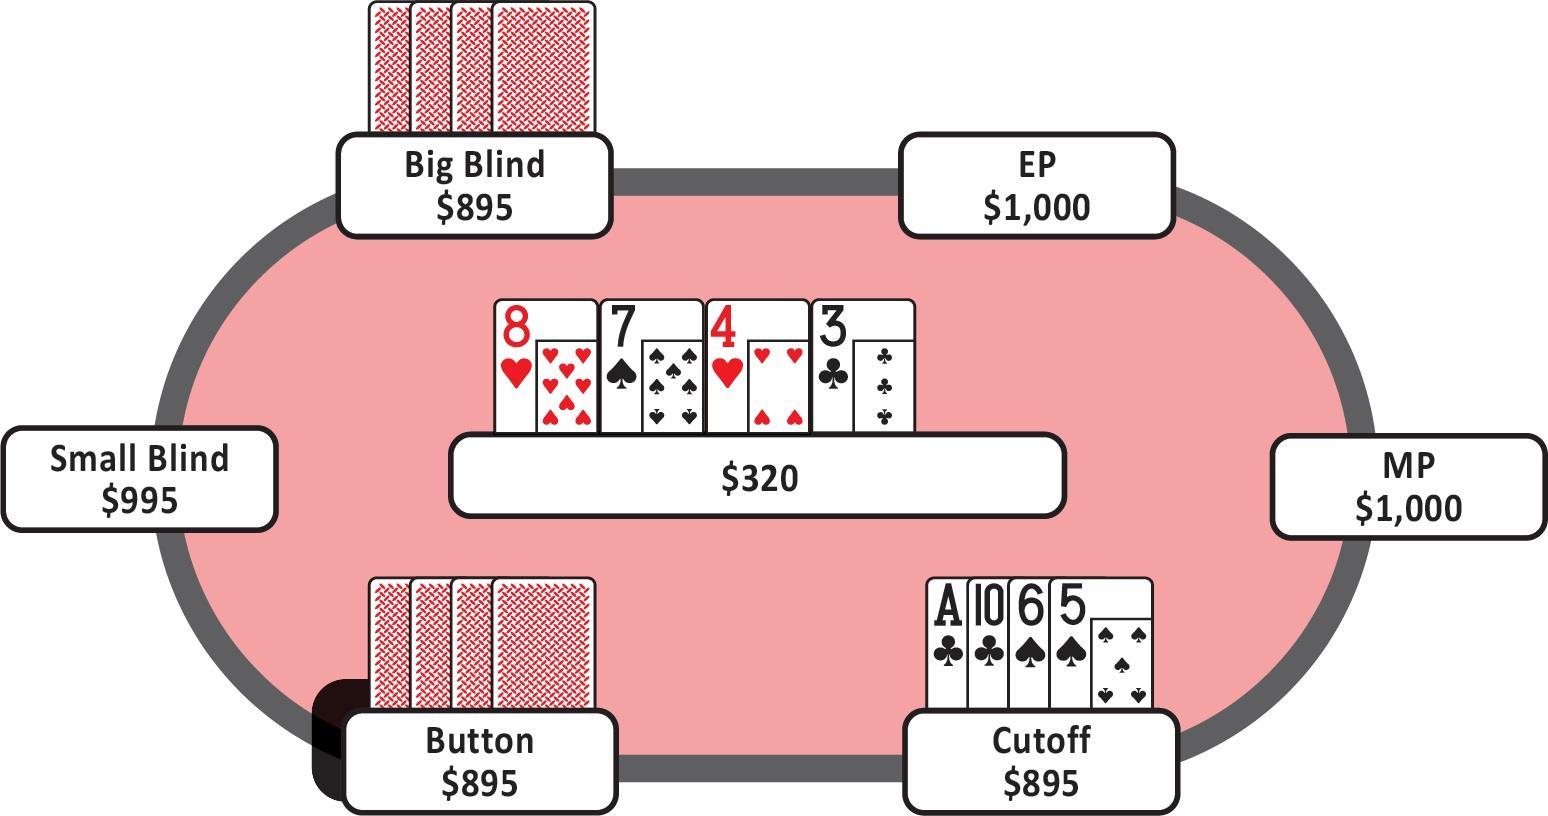 Big Blind
$895
EP
$1,000
8 7 4 3
Small Blind
$995
$320
MP
$1,000
A 10 6 5
Button
$895
Cutoff
$895